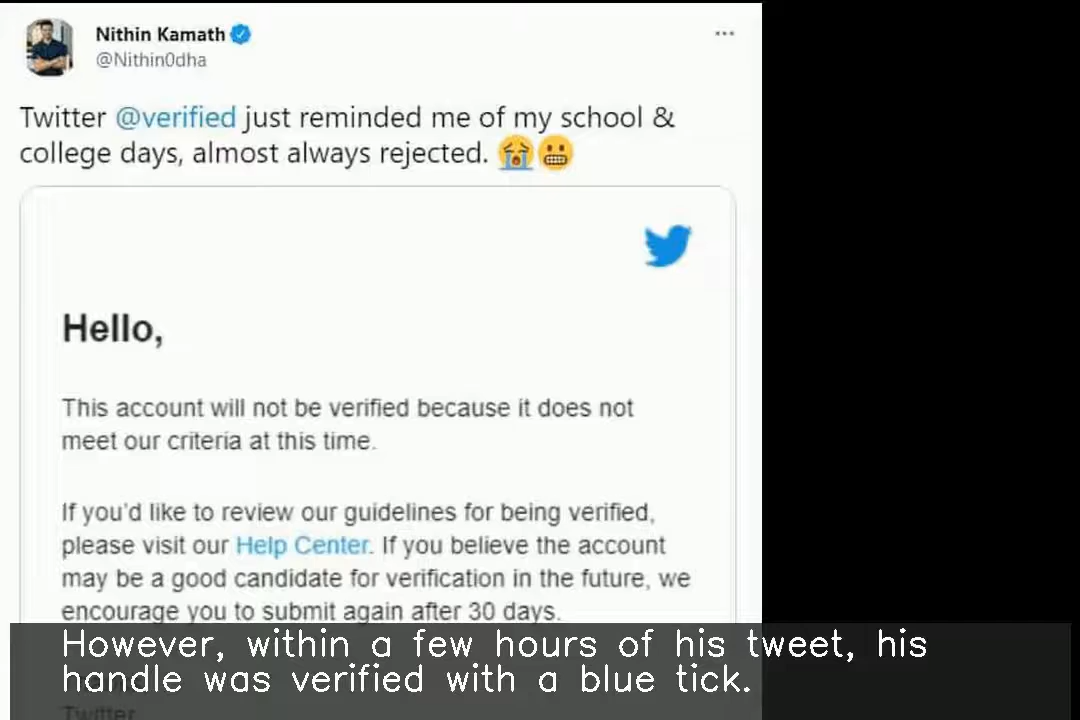 Nithin Kamath
@Nithin0dha
Twitter @verified just reminded me of my school &
college days, almost always rejected. 😭😬
Hello,
This account will not be verified because it does not
meet our criteria at this time.
If you'd like to review our guidelines for being verified,
please visit our Help Center. If you believe the account
may be a good candidate for verification in the future, we
encourage you to submit again after 30 days.
However, within a few hours of his tweet, his
handle was verified with a blue tick.
Twitter